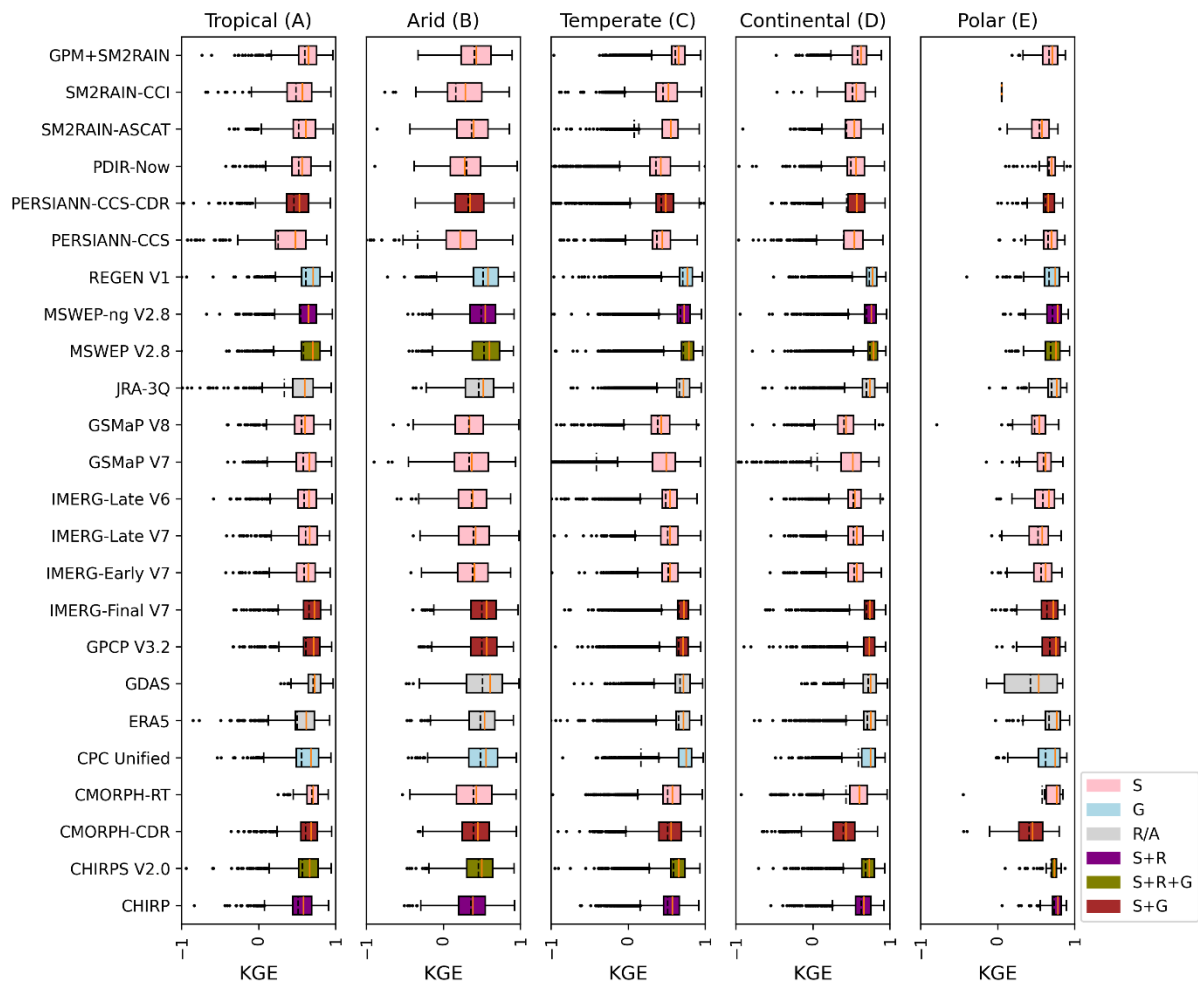 Tropical (A) Arid (B) Temperate (C) Continental (D) Polar (E)
GPM+SM2RAIN
SM2RAIN-CCI
SM2RAIN-ASCAT
PDIR-Now
PERSIANN-CCS-CDR
PERSIANN-CCS
REGEN V1
MSWEP-ng V2.8
MSWEP V2.8
JRA-3Q
GSMaP V8
GSMaP V7
IMERG-Late V6
IMERG-Late V7
IMERG-Early V7
IMERG-Final V7
GPCP V3.2
GDAS
ERA5
CPC Unified
CMORPH-RT
CMORPH-CDR
CHIRPS V2.0
CHIRP
S
G
R/A
S+R
S+R+G
S+G
−1 0 1 −1 0 1 −1 0 1 −1 0 1 −1 0 1
KGE KGE KGE KGE KGE